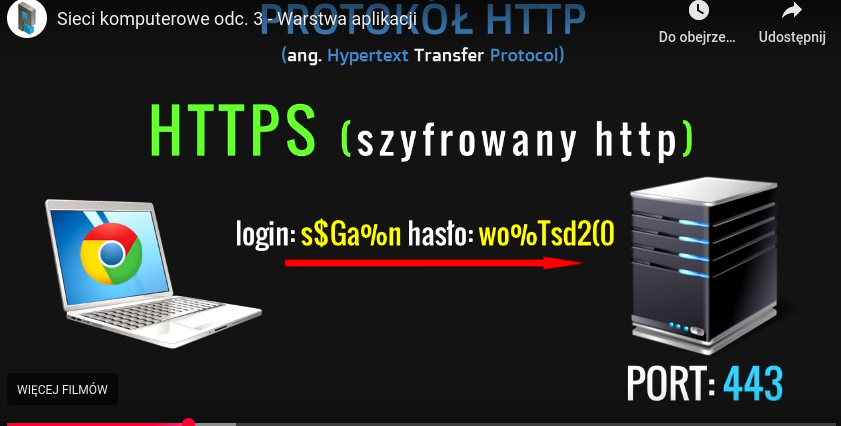 Sieci komputerowe odc. 3 - Warstwa aplikacji
PROTOKÓŁ HTTP
Do obejrze... Udostępnij
(ang. Hypertext Transfer Protocol)
HTTPS (szyfrowany http)
login: s$Ga%n hasło: wo%Tsd2(0
PORT: 443
WIĘCEJ FILMÓW